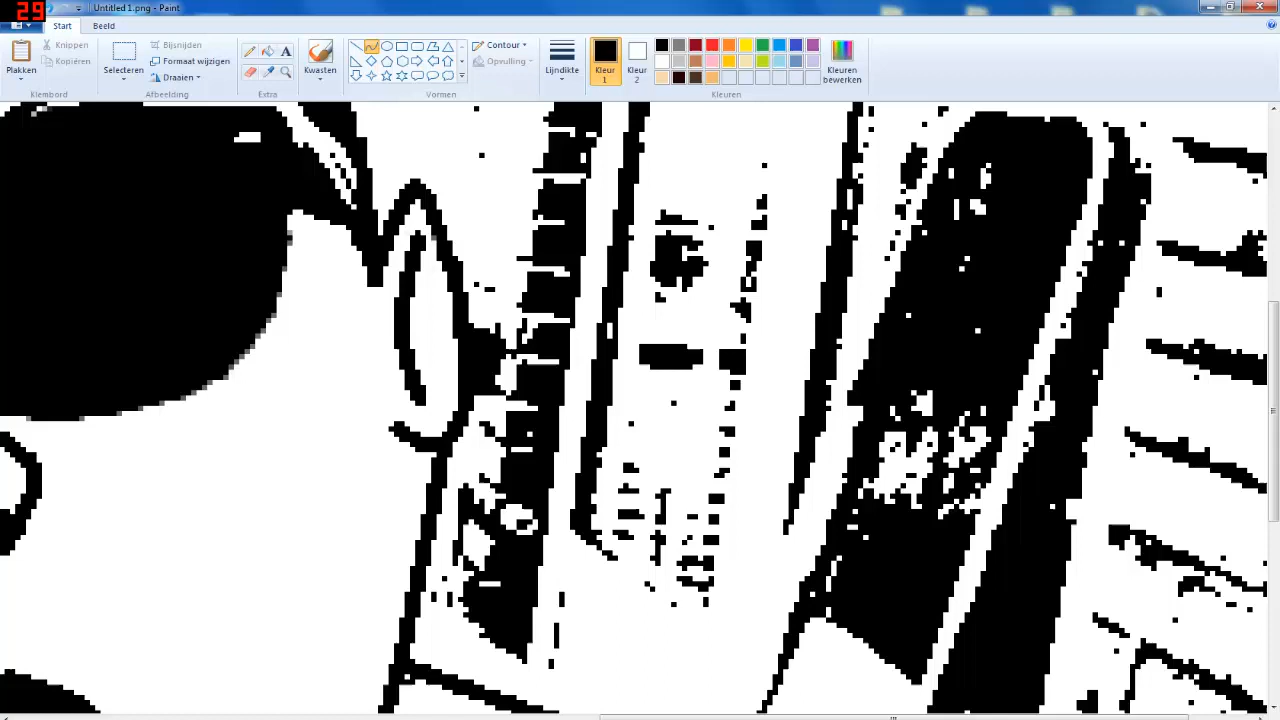 29
Untitled 1.png - Paint
Start Beeld
Plakken
Knippen
Kopiëren
Klembord
Selecteren
Bijsnijden
Formaat wijzigen
Draaien
Afbeelding
A
Extra
Kwasten
Vormen
Contour
Opvulling
Lijndikte
Kleur 1
Kleur 2
Kleuren
Kleuren bewerken